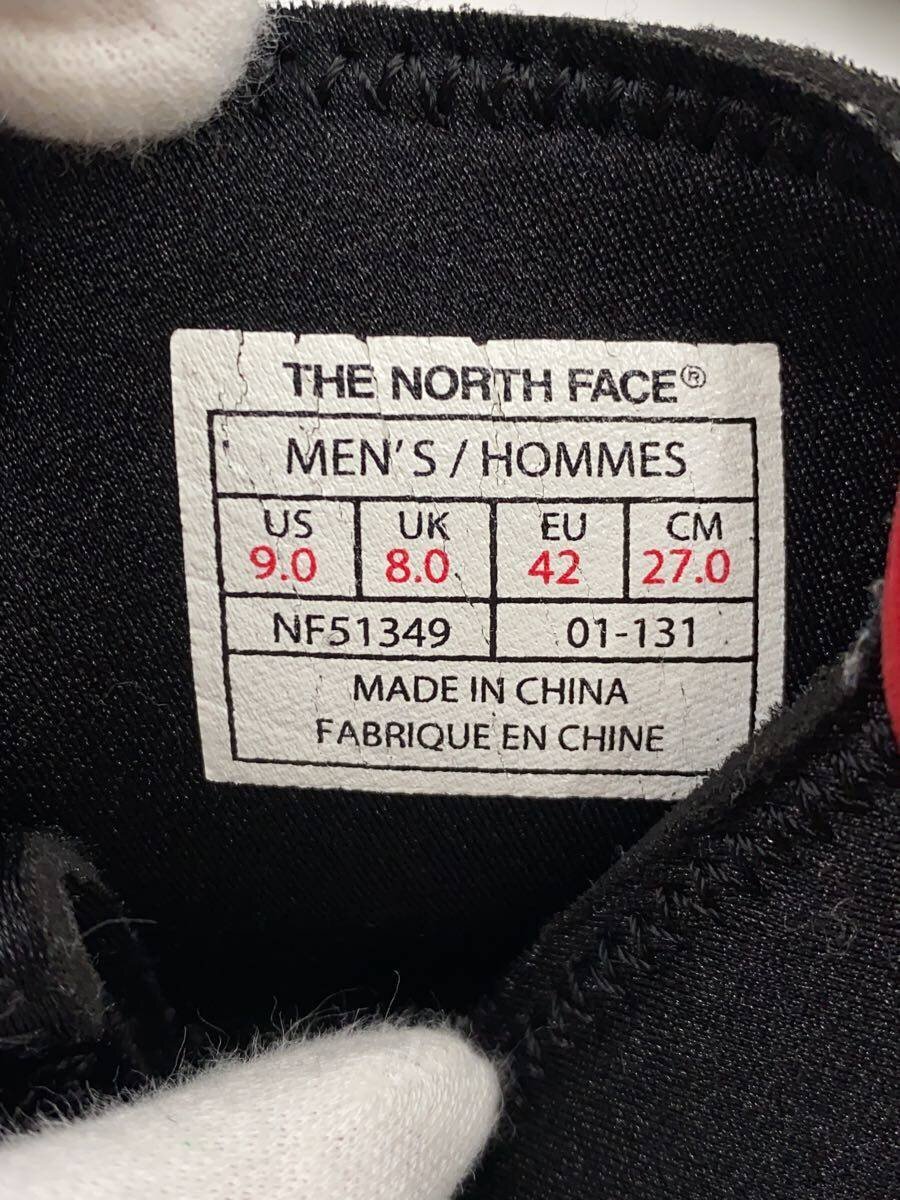 THE NORTH FACE®
MEN'S / HOMMES
US UK EU CM
9.0 8.0 42 27.0
NF51349 01-131
MADE IN CHINA
FABRIQUE EN CHINE